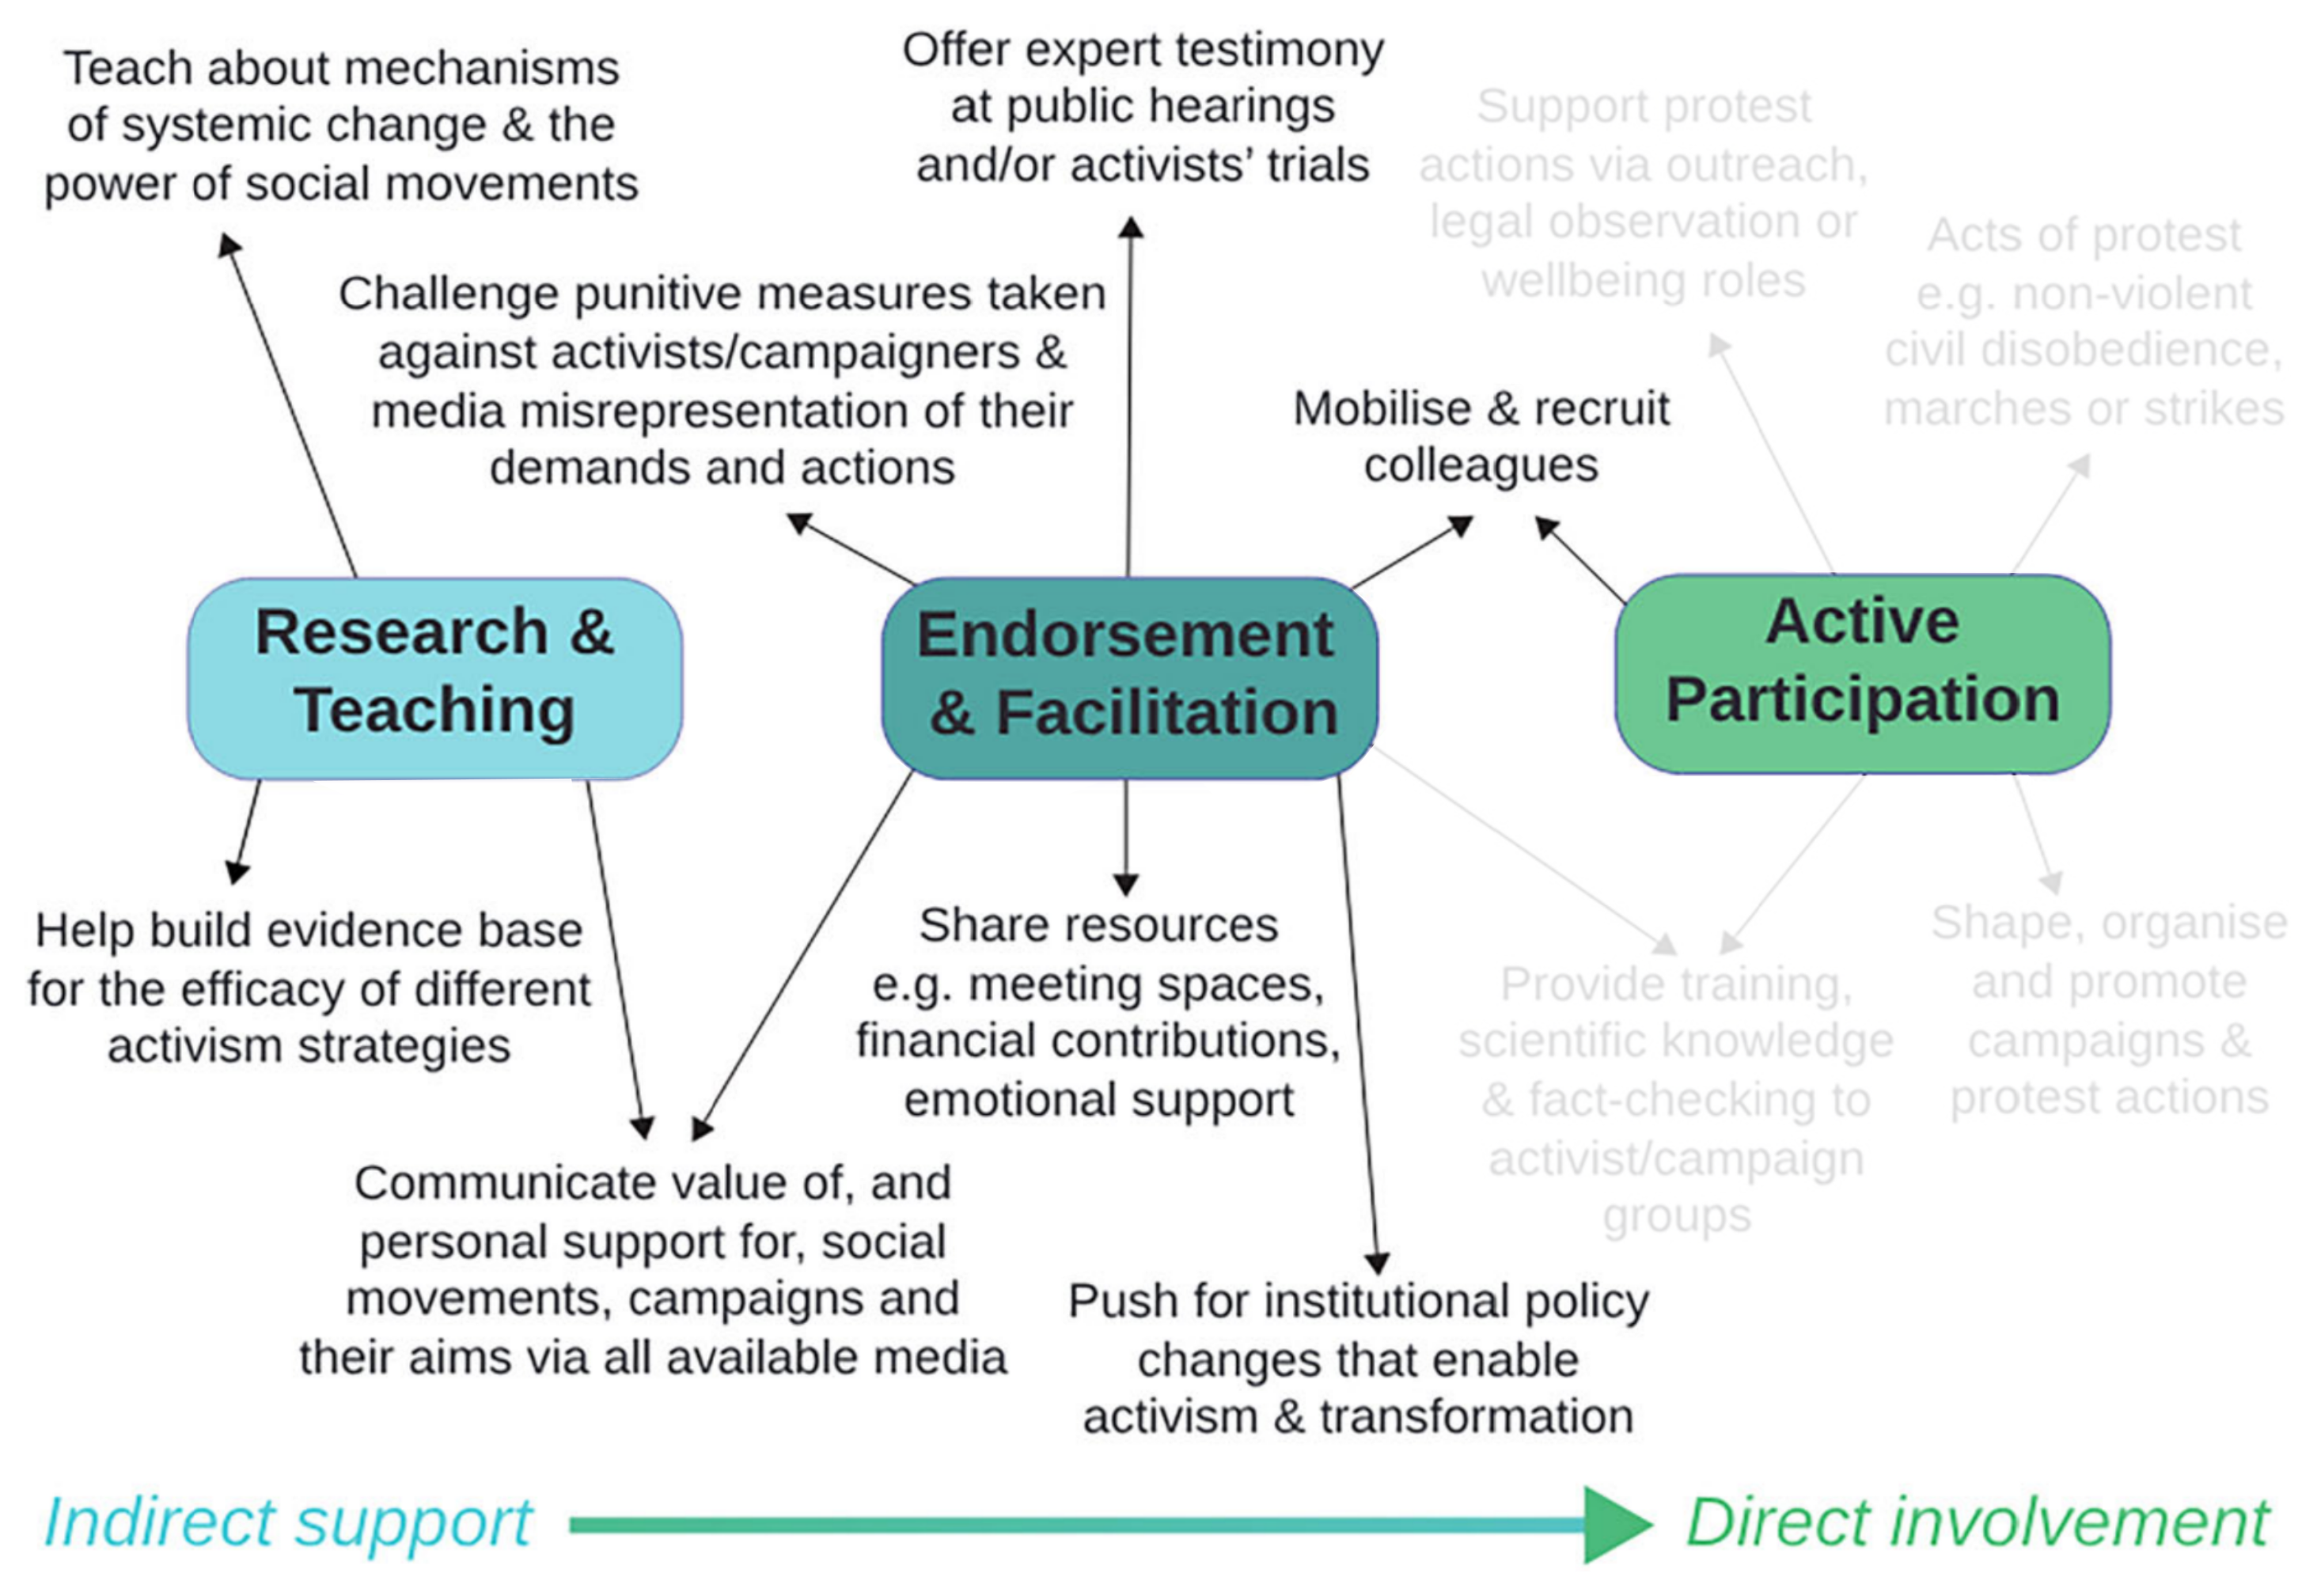 Teach about mechanisms
of systemic change & the
power of social movements
Offer expert testimony
at public hearings
and/or activists’ trials
Support protest
actions via outreach,
legal observation or
wellbeing roles
Acts of protest
e.g. non-violent
civil disobedience,
marches or strikes
Challenge punitive measures taken
against activists/campaigners &
media misrepresentation of their
demands and actions
Mobilise & recruit
colleagues
Research &
Teaching
Endorsement
& Facilitation
Active
Participation
Help build evidence base
for the efficacy of different
activism strategies
Share resources
e.g. meeting spaces,
financial contributions,
emotional support
Provide training,
scientific knowledge
& fact-checking to
activist/campaign
groups
Shape, organise
and promote
campaigns &
protest actions
Communicate value of, and
personal support for, social
movements, campaigns and
their aims via all available media
Push for institutional policy
changes that enable
activism & transformation
Indirect support
Direct involvement